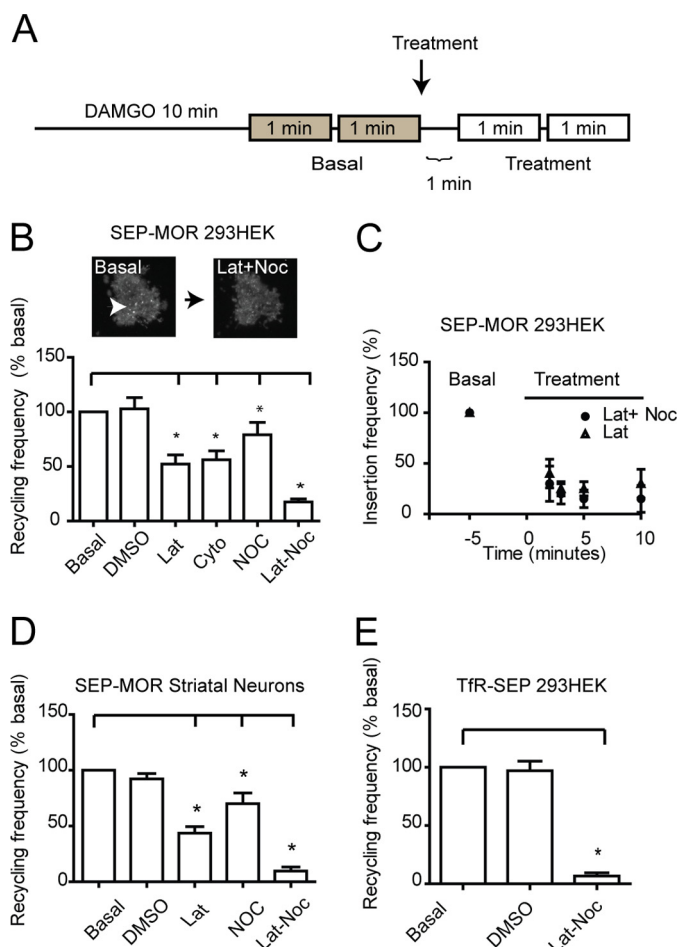 A
Treatment
DAMGO 10 min
1 min 1 min 1 min 1 min
Basal Treatment
1 min
B
SEP-MOR 293HEK
Basal Lat+Noc
Recycling frequency (% basal)
150
100
50
0
Basal DMSO Lat Cyto NOC Lat-Noc
* * * *
C
SEP-MOR 293HEK
Insertion frequency (%)
150
100
50
0
Basal Treatment
Lat+ Noc
Lat
-5 0 5 10
Time (minutes)
D
SEP-MOR Striatal Neurons
Recycling frequency (% basal)
150
100
50
0
* * *
Basal DMSO Lat NOC Lat-Noc
E
TfR-SEP 293HEK
Recycling frequency (% basal)
150
100
50
0
*
Basal DMSO Lat-Noc